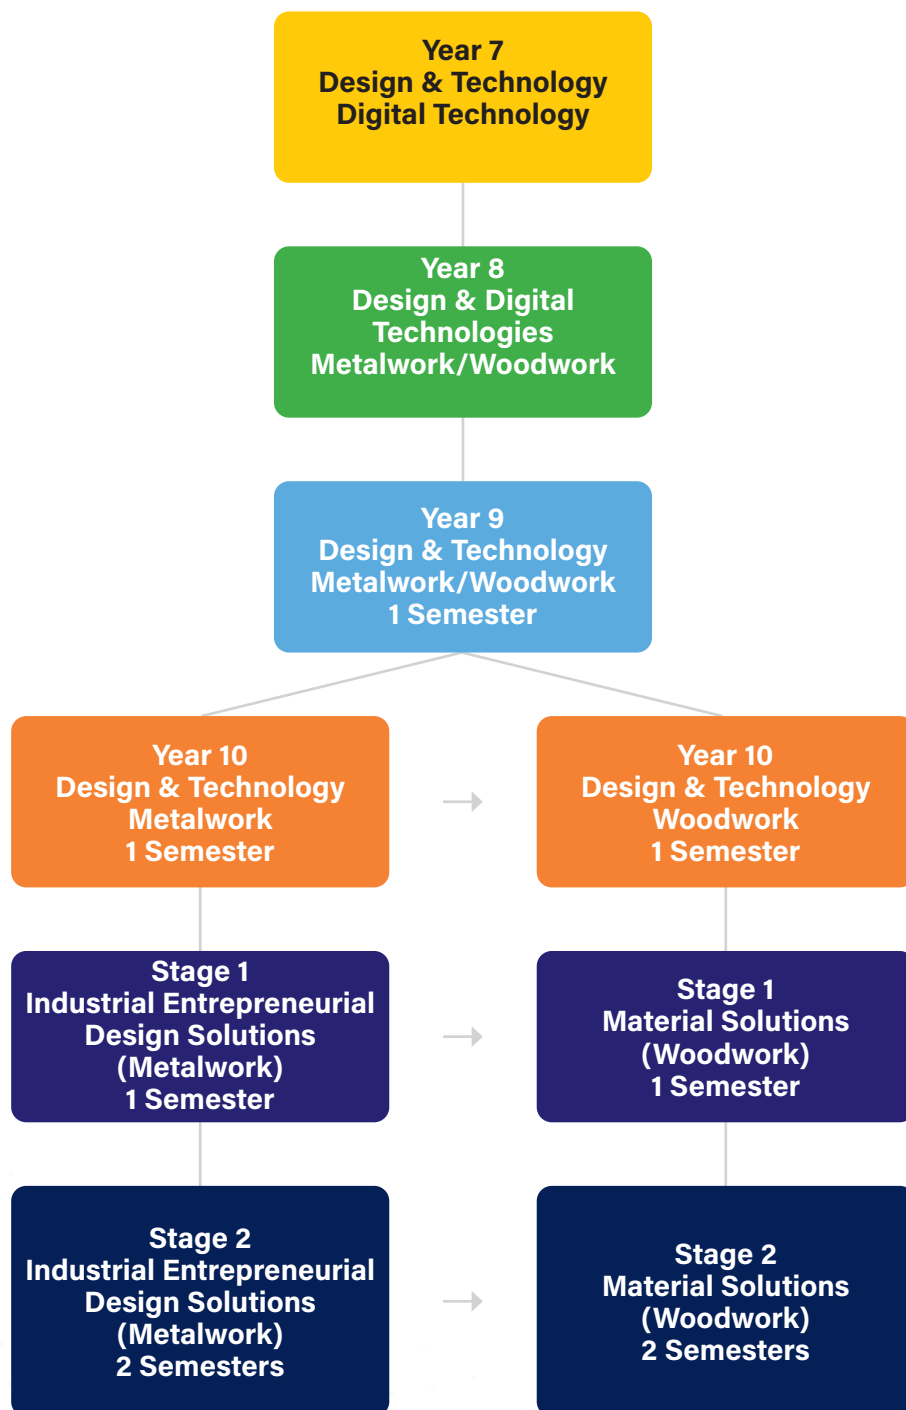 Year 7
Design & Technology
Digital Technology
Year 8
Design & Digital
Technologies
Metalwork/Woodwork
Year 9
Design & Technology
Metalwork/Woodwork
1 Semester
Year 10
Design & Technology
Metalwork
1 Semester
Year 10
Design & Technology
Woodwork
1 Semester
Stage 1
Industrial Entrepreneurial
Design Solutions
(Metalwork)
1 Semester
Stage 1
Material Solutions
(Woodwork)
1 Semester
Stage 2
Industrial Entrepreneurial
Design Solutions
(Metalwork)
2 Semesters
Stage 2
Material Solutions
(Woodwork)
2 Semesters